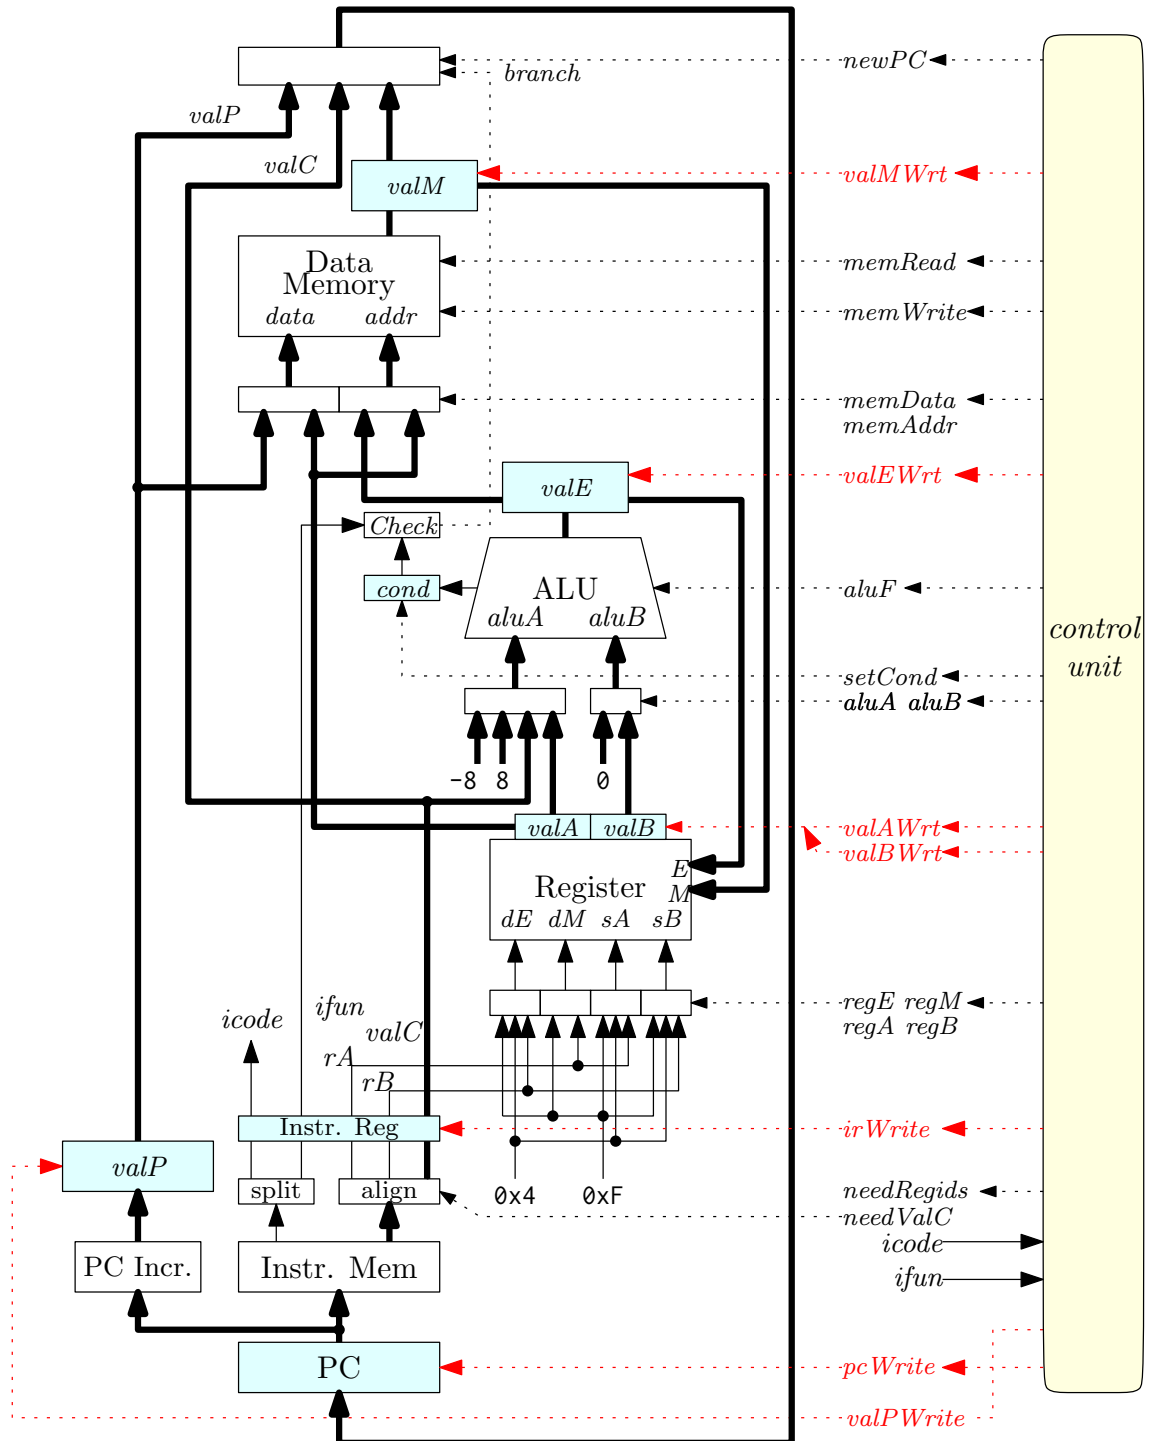 newPC
branch
valP
valC
valMWrt
valM
Data
Memory
memRead
data addr
memWrite
memData
memAddr
valEWrt
valE
Check
ALU
cond
aluF
aluA aluB
control
unit
setCond
aluA aluB
-8 8 0
valA valB
valAWrt
valBWrt
E
Register
M
dE dM sA sB
regE regM
ifun
icode
regA regB
valC
rA
rB
Instr. Reg
irWrite
valP
split align
0x4 0xF
needRegids
needValC
icode
PC Incr.
Instr. Mem
ifun
PC
pcWrite
valPWrite